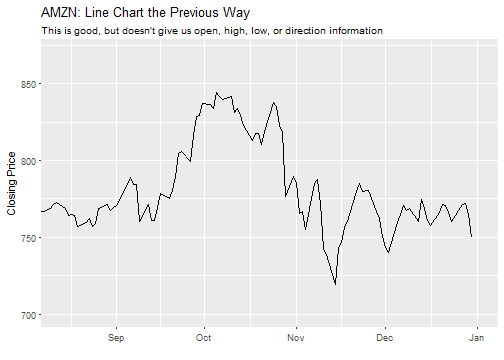 AMZN: Line Chart the Previous Way
This is good, but doesn't give us open, high, low, or direction information
Closing Price
850
800
750
700
Sep Oct Nov Dec Jan